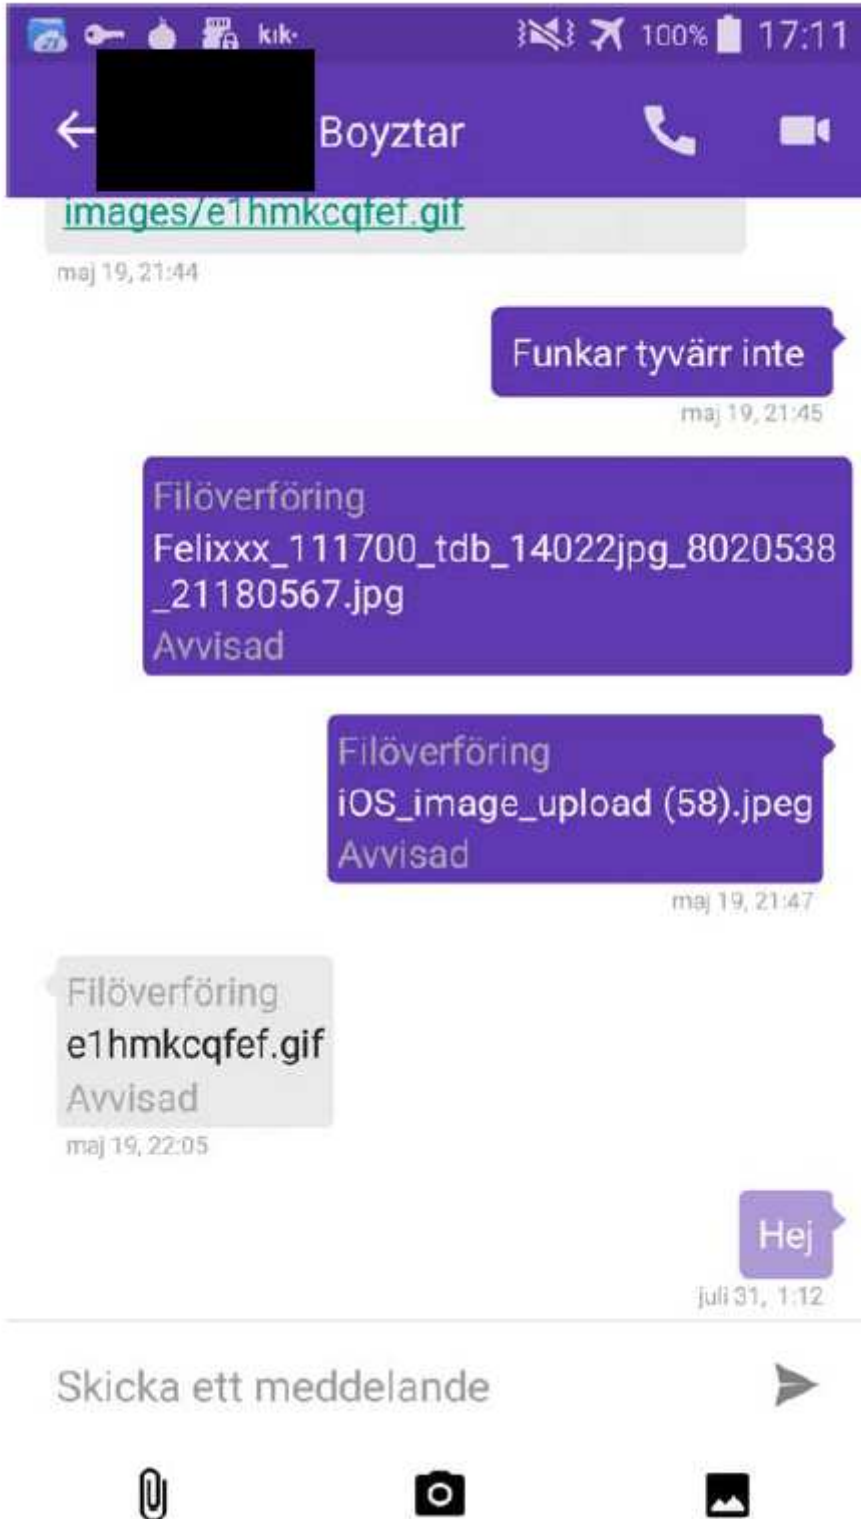 kik·
100%
17:11
Boyztar
images/e1hmkcqfef.gif
maj 19, 21:44
Funkar tyvärr inte
maj 19, 21:45
Filöverföring
Felixxx_111700_tdb_14022jpg_8020538
_21180567.jpg
Avvisad
Filöverföring
iOS_image_upload (58).jpeg
Avvisad
maj 19, 21:47
Filöverföring
e1hmkcqfef.gif
Avvisad
maj 19, 22:05
Hej
juli 31, 1:12
Skicka ett meddelande